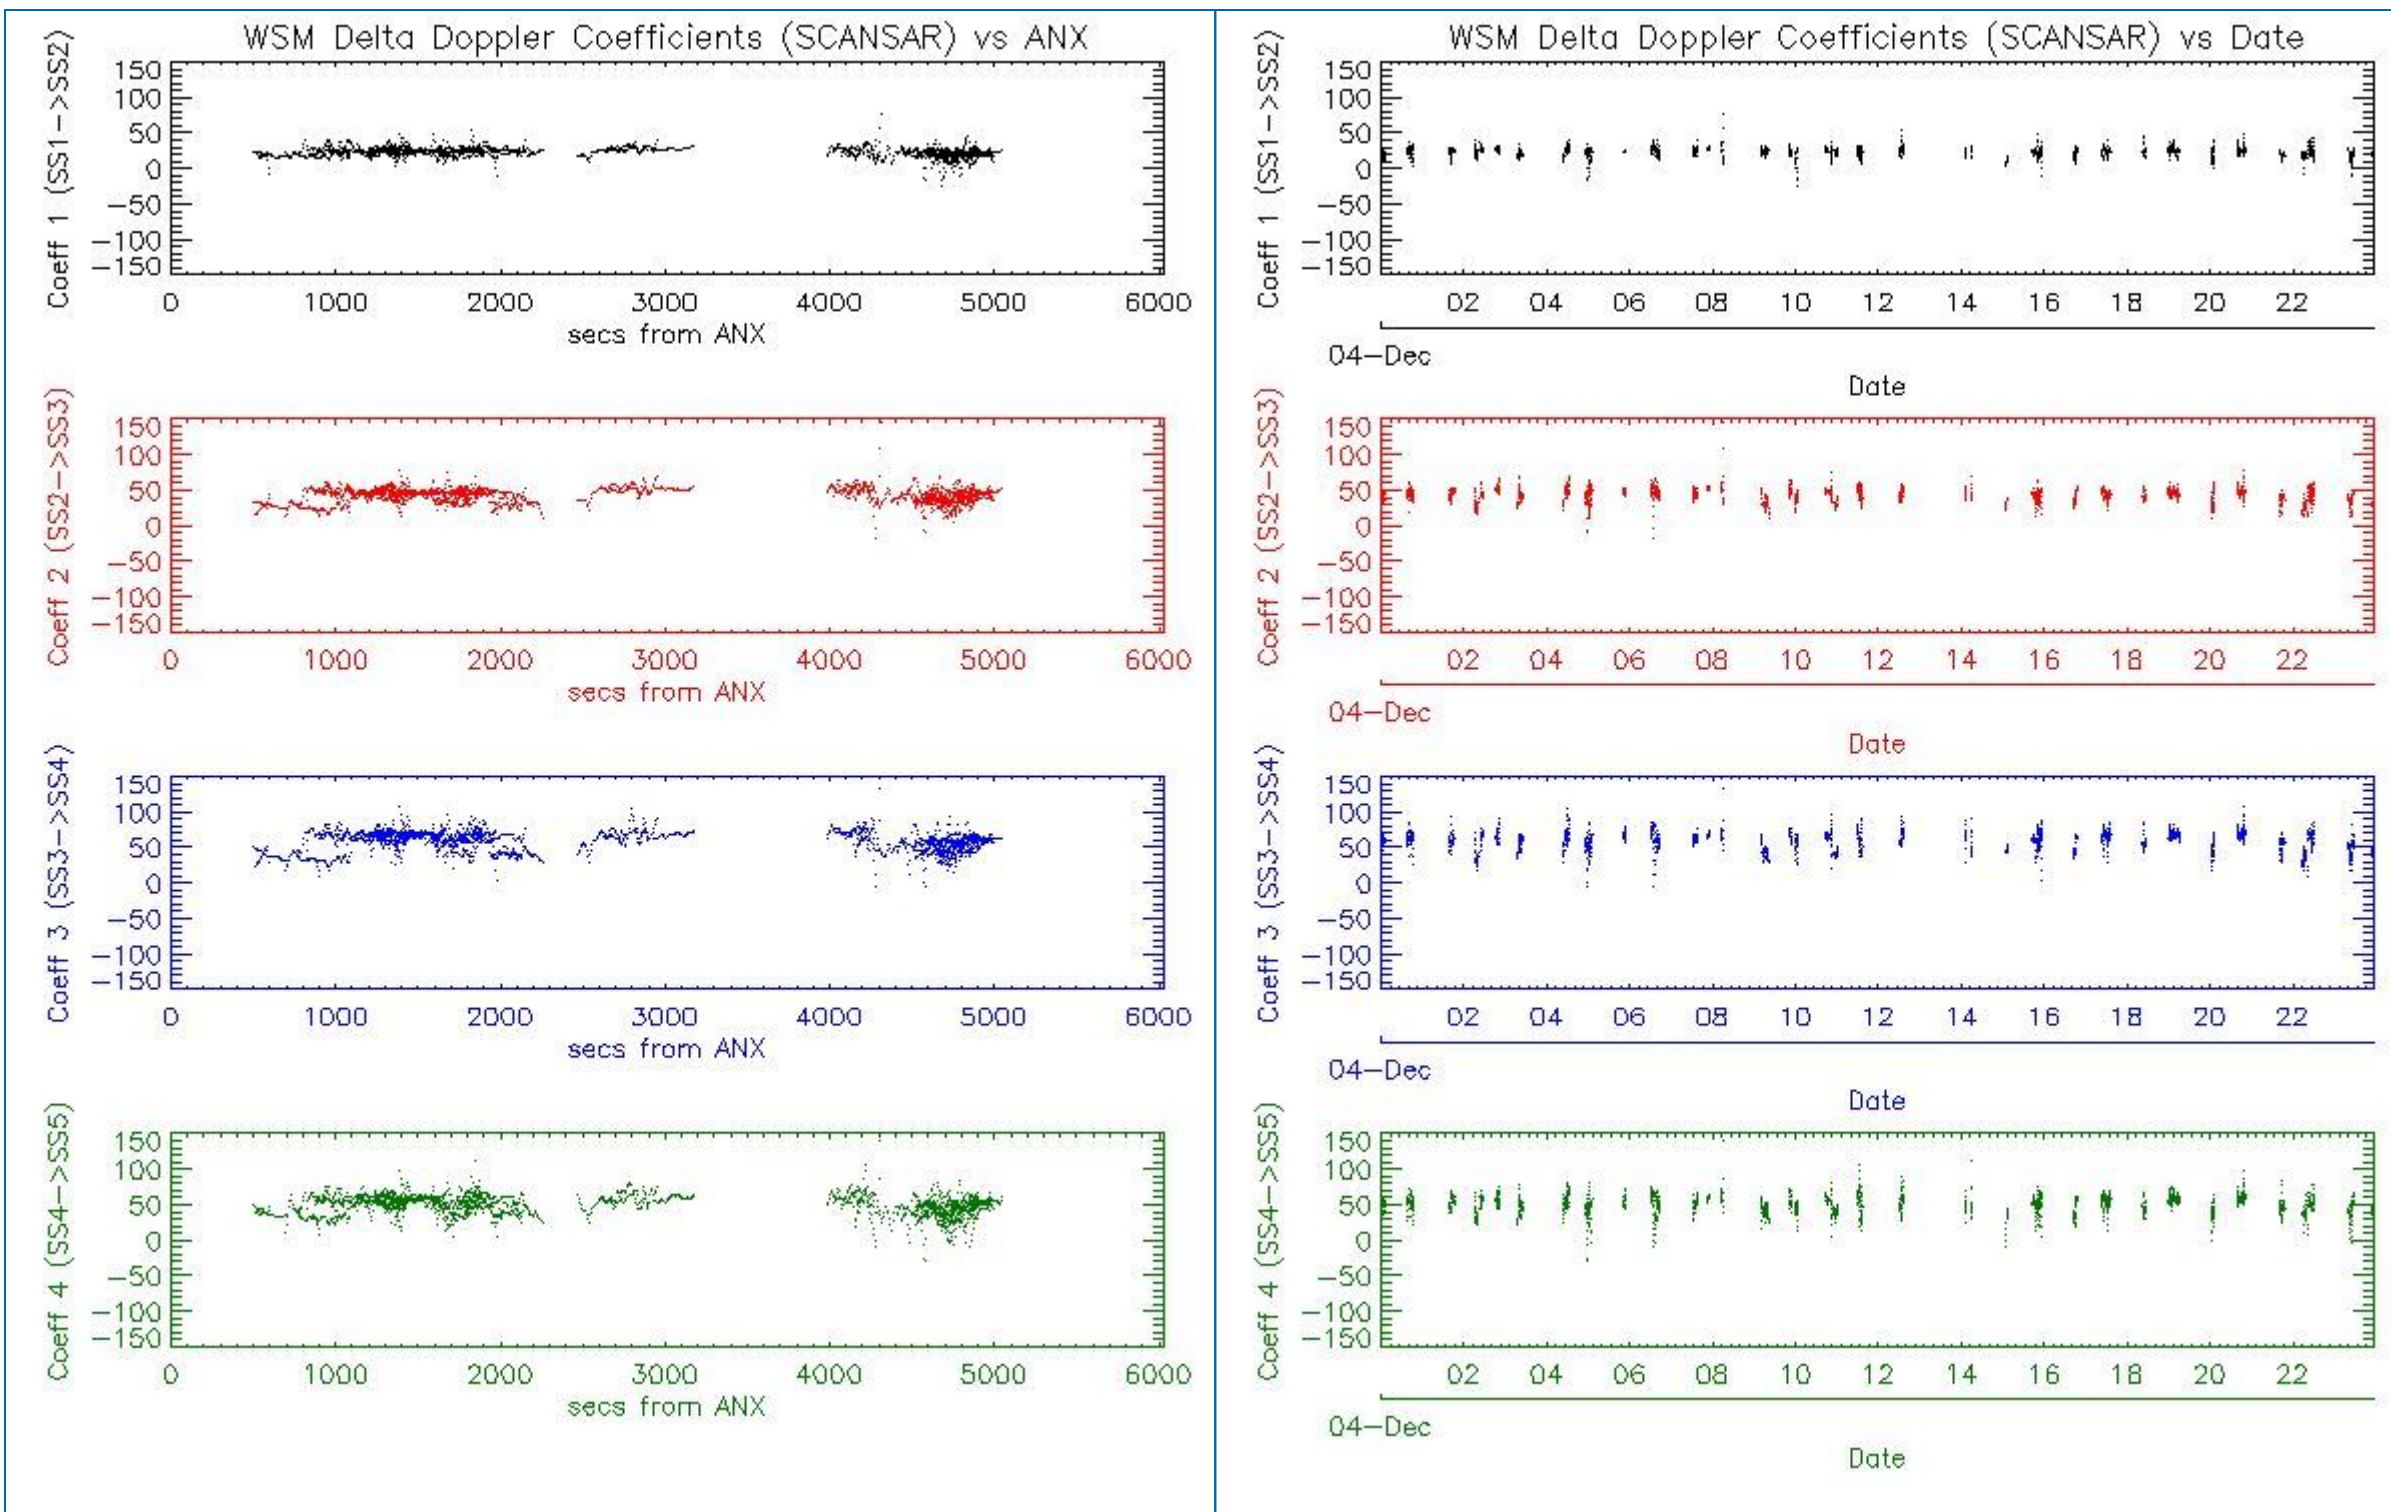 WSM Delta Doppler Coefficients (SCANSAR) vs ANX
Coeff 1 (SS1->SS2)
150
100
50
0
-50
-100
-150
0 1000 2000 3000 4000 5000 6000
secs from ANX
Coeff 2 (SS2->SS3)
150
100
50
0
-50
-100
-150
0 1000 2000 3000 4000 5000 6000
secs from ANX
Coeff 3 (SS3->SS4)
150
100
50
0
-50
-100
-150
0 1000 2000 3000 4000 5000 6000
secs from ANX
Coeff 4 (SS4->SS5)
150
100
50
0
-50
-100
-150
0 1000 2000 3000 4000 5000 6000
secs from ANX
WSM Delta Doppler Coefficients (SCANSAR) vs Date
Coeff 1 (SS1->SS2)
150
100
50
0
-50
-100
-150
02 04 06 08 10 12 14 16 18 20 22
04-Dec
Date
Coeff 2 (SS2->SS3)
150
100
50
0
-50
-100
-150
02 04 06 08 10 12 14 16 18 20 22
04-Dec
Date
Coeff 3 (SS3->SS4)
150
100
50
0
-50
-100
-150
02 04 06 08 10 12 14 16 18 20 22
04-Dec
Date
Coeff 4 (SS4->SS5)
150
100
50
0
-50
-100
-150
02 04 06 08 10 12 14 16 18 20 22
04-Dec
Date